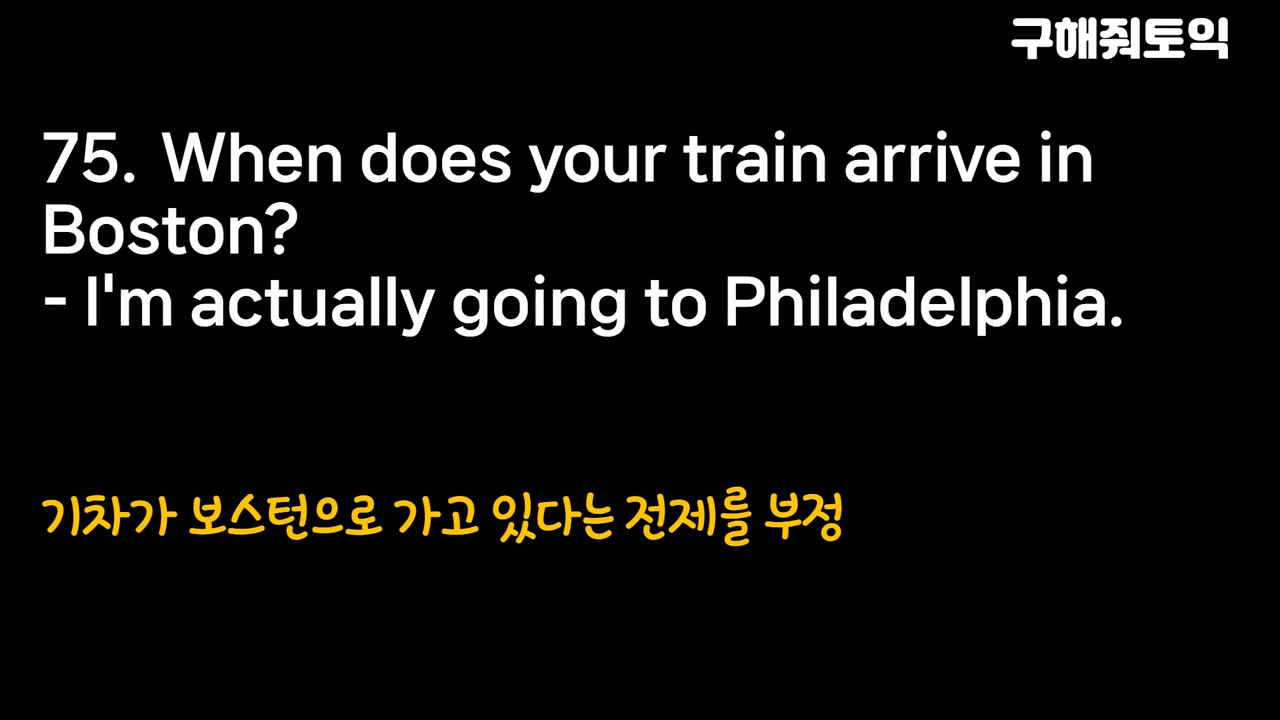 구해줘토익
75. When does your train arrive in
Boston?
- I'm actually going to Philadelphia.
기차가 보스턴으로 가고 있다는 전제를 부정